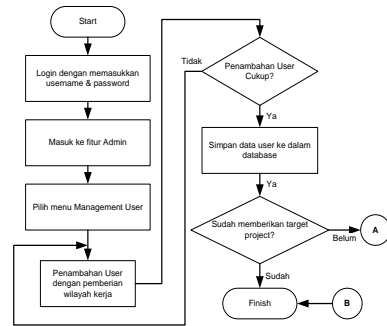 Start
Login dengan memasukkan
username & password
Masuk ke fitur Admin
Pilih menu Management User
Penambahan User
dengan pemberian
wilayah kerja
Tidak
Penambahan User
Cukup?
Ya
Simpan data user ke dalam
database
Ya
Sudah memberikan target
project?
Belum
A
Sudah
Finish
B